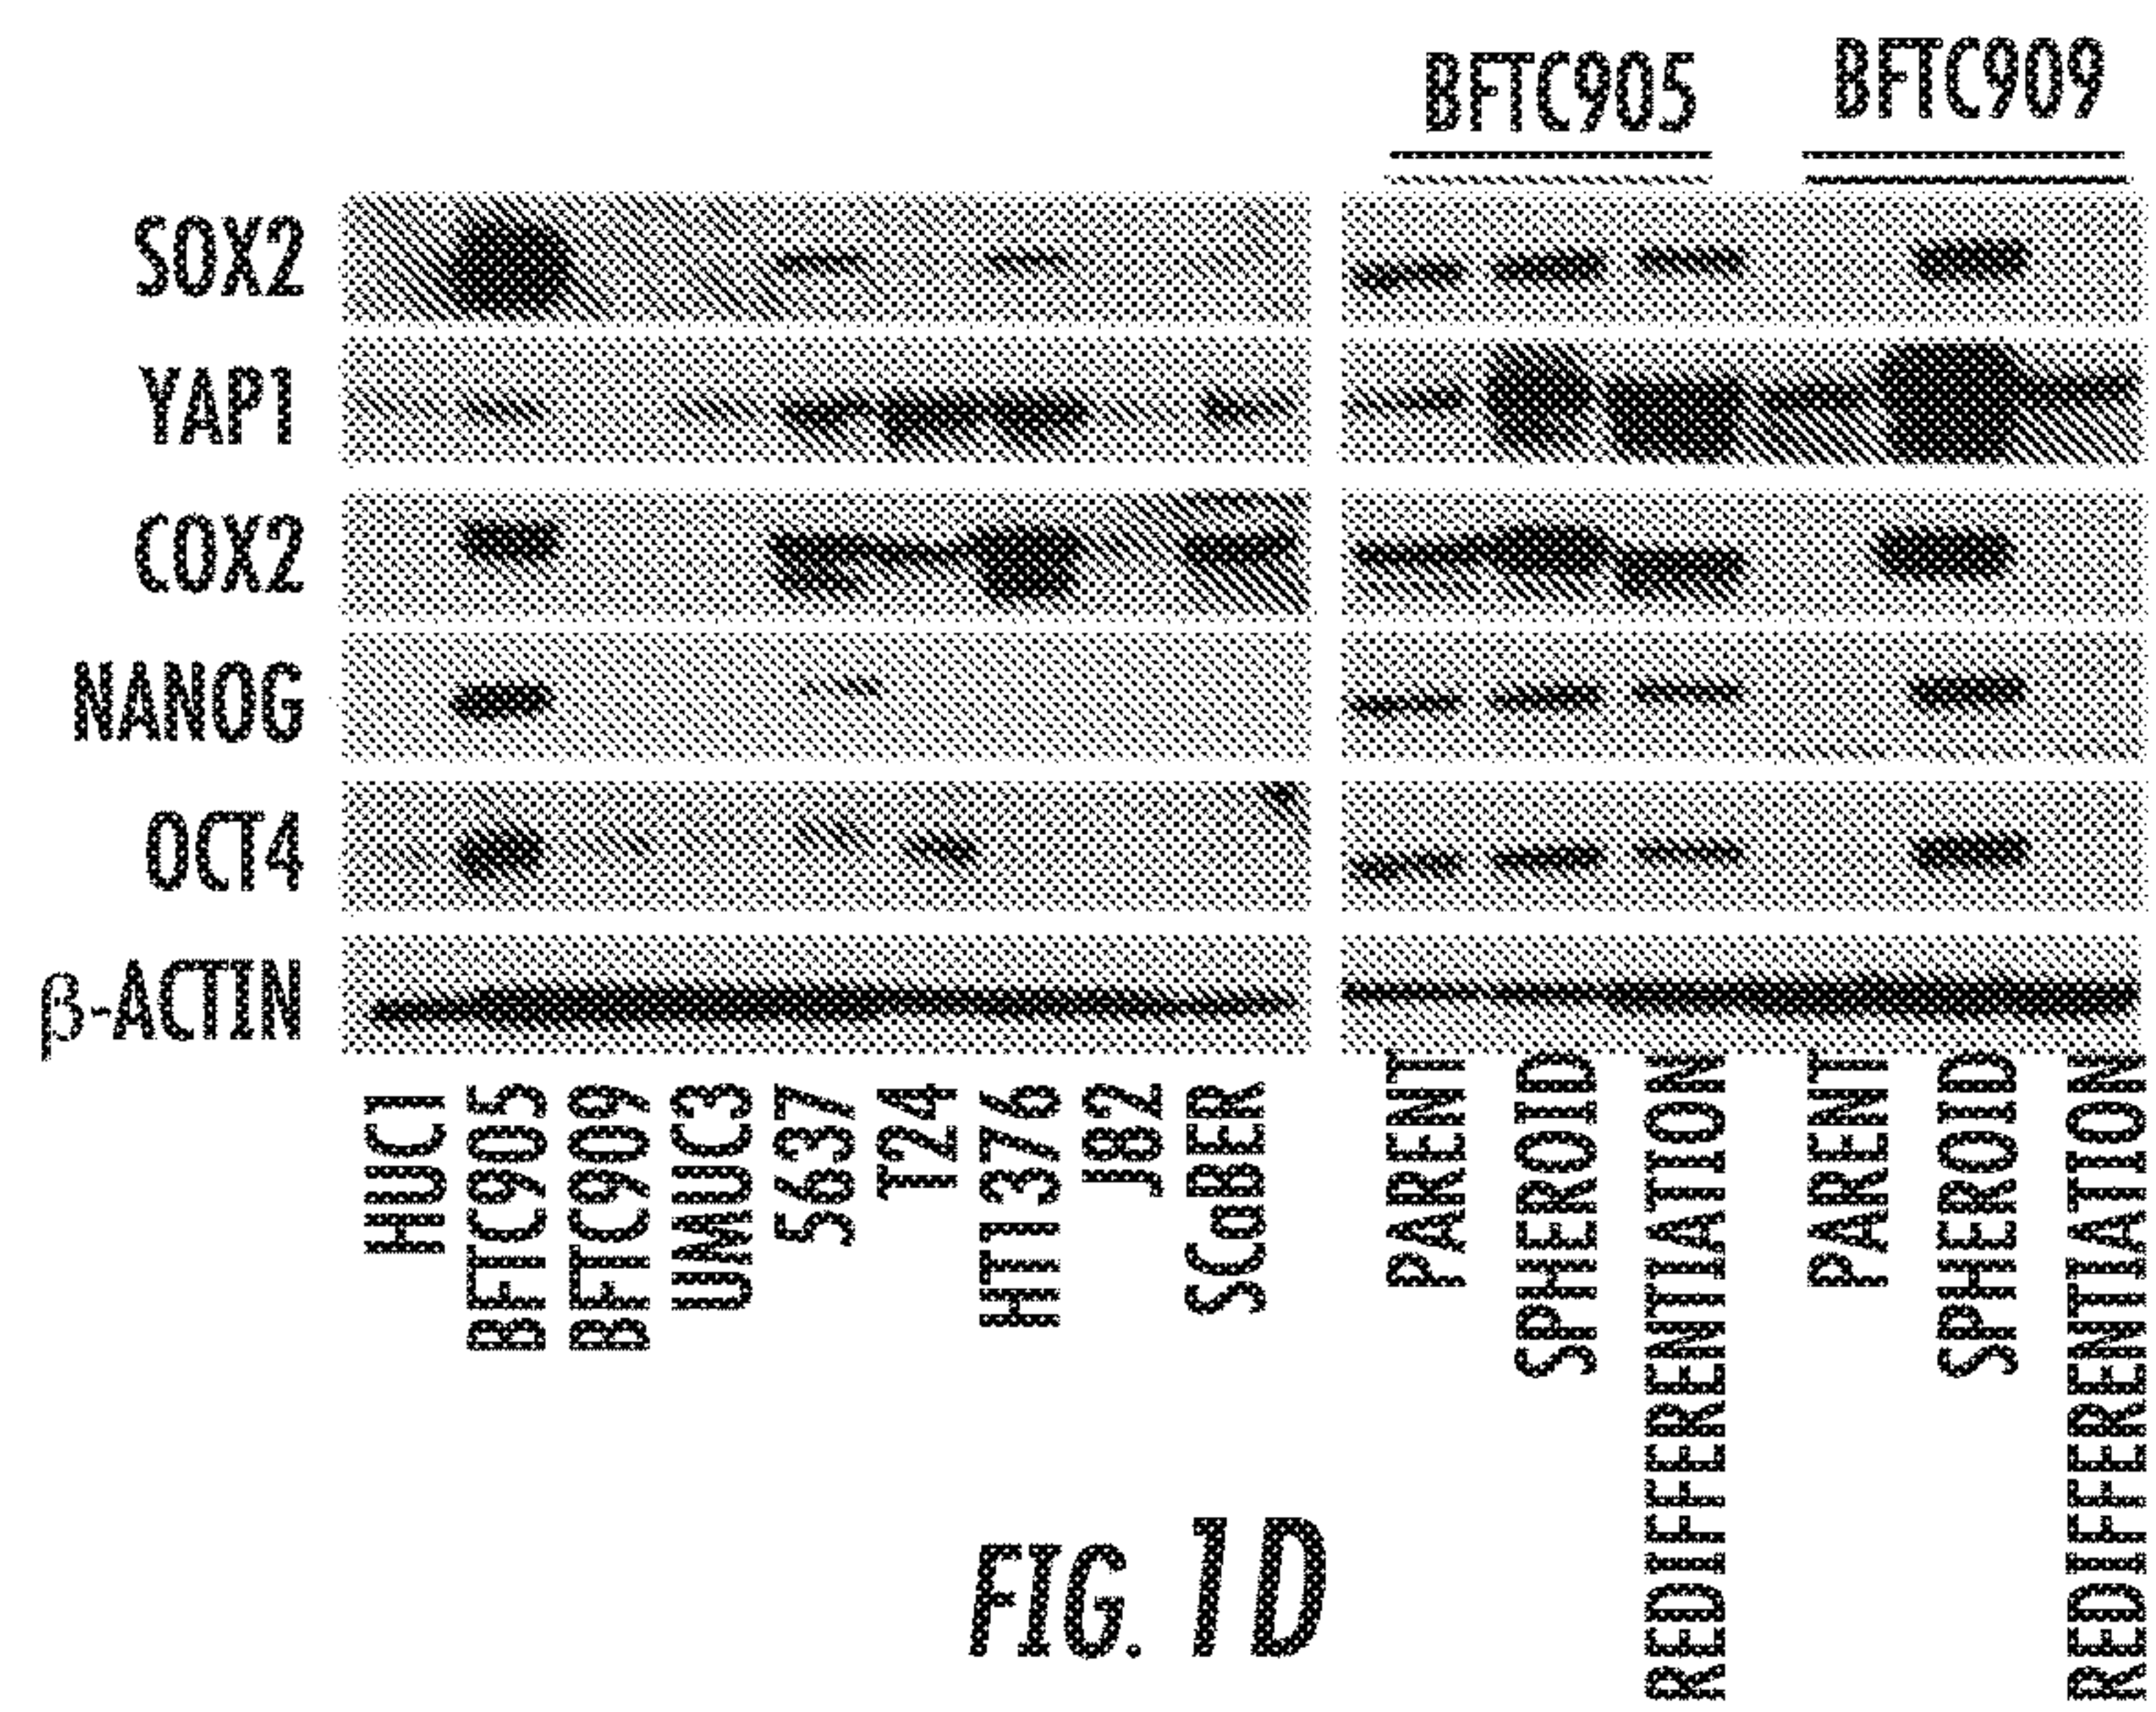 BFTC905 BFTC909
SOX2
YAP1
COX2
NANOG
OCT4
β-ACTIN
HUC1
BFTC905
BFTC909
UMUC3
5637
T24
HT1376
J82
SCaBER
PARENT
SPHEROID
REDIFFERENTIATION
PARENT
SPHEROID
REDIFFERENTIATION
FIG. 1D